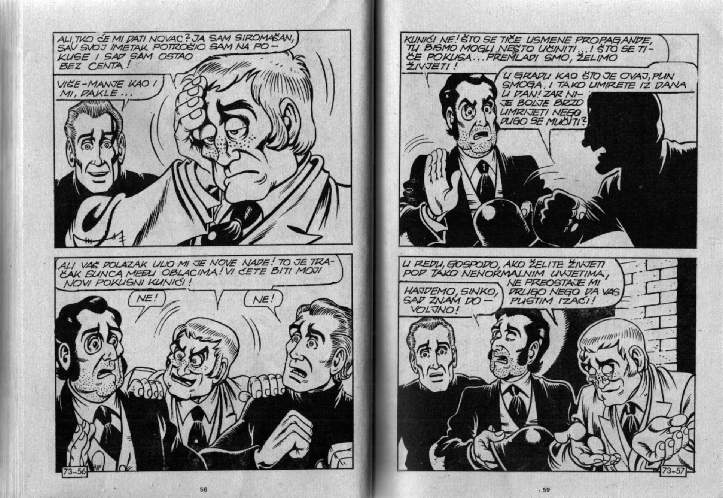 ALI, TKO ĆE MI DATI NOVAC? JA SAM SIROMAŠAN,
SAV SVOJ IMETAK POTROŠIO SAM NA PO-
KUSE I SAD SAM OSTAO
BEZ CENTA!
VIŠE-MANJE KAO I
MI, DAKLE...
ALI VAŠ DOLAZAK ULIO MI JE NOVE NADE! TO JE TRA-
ČAK SUNCA MEĐU OBLACIMA! VI ĆETE BITI MOJI
NOVI POKUSNI KUNIĆI!
NE!
NE!
73-56
58
KUNIĆI NE! ŠTO SE TIČE USMENE PROPAGANDE,
TU BISMO MOGLI NEŠTO UČINITI...! ŠTO SE TI-
ČE POKUSA... PREMLADI SMO, ŽELIMO
ŽIVJETI!
U GRADU KAO ŠTO JE OVAJ, PUN
SMOGA, I TAKO UMIRETE IZ DANA
U DAN! ZAR NI-
JE BOLJE BRZO
UMRIJETI NEGO
DUGO SE MUČITI?
U REDU, GOSPODO, AKO ŽELITE ŽIVJETI
POD TAKO NENORMALNIM UVJETIMA,
NE PREOSTAJE MI
DRUGO NEGO DA VAS
PUSTIM IZAĆI!
HAJDEMO, SINKO,
SAD ZNAM DO-
VOLJNO!
73-57
59